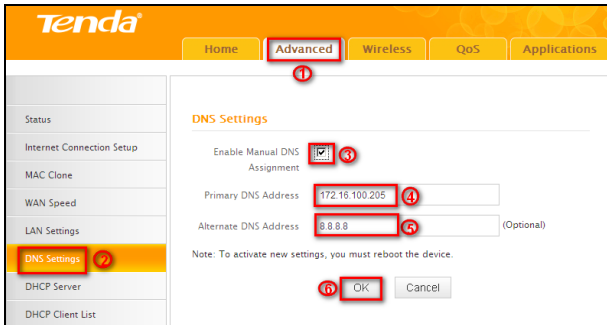 Tenda
Home Advanced Wireless QoS Applications
①
Status
Internet Connection Setup
MAC Clone
WAN Speed
LAN Settings
DNS Settings ②
DHCP Server
DHCP Client List
DNS Settings
Enable Manual DNS
Assignment
③
Primary DNS Address 172.16.100.205 ④
Alternate DNS Address 8.8.8.8 ⑤ (Optional)
Note: To activate new settings, you must reboot the device.
⑥ OK Cancel